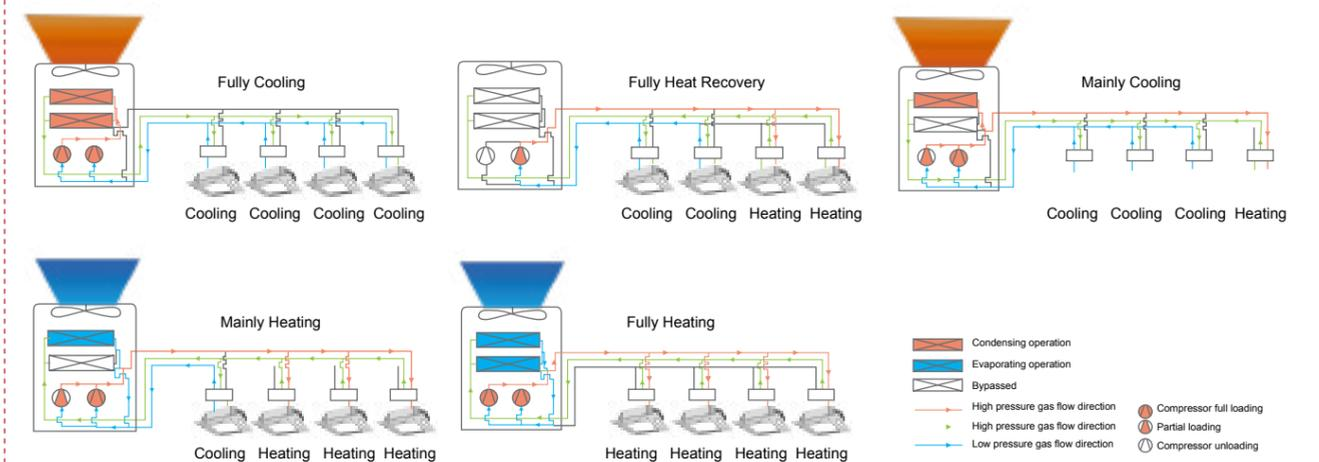 Fully Cooling
Cooling Cooling Cooling Cooling
Fully Heat Recovery
Cooling Cooling Heating Heating
Mainly Cooling
Cooling Cooling Cooling Heating
Mainly Heating
Cooling Heating Heating Heating
Fully Heating
Heating Heating Heating Heating
Condensing operation
Evaporating operation
Bypassed
High pressure gas flow direction
High pressure gas flow direction
Low pressure gas flow direction
Compressor full loading
Partial loading
Compressor unloading